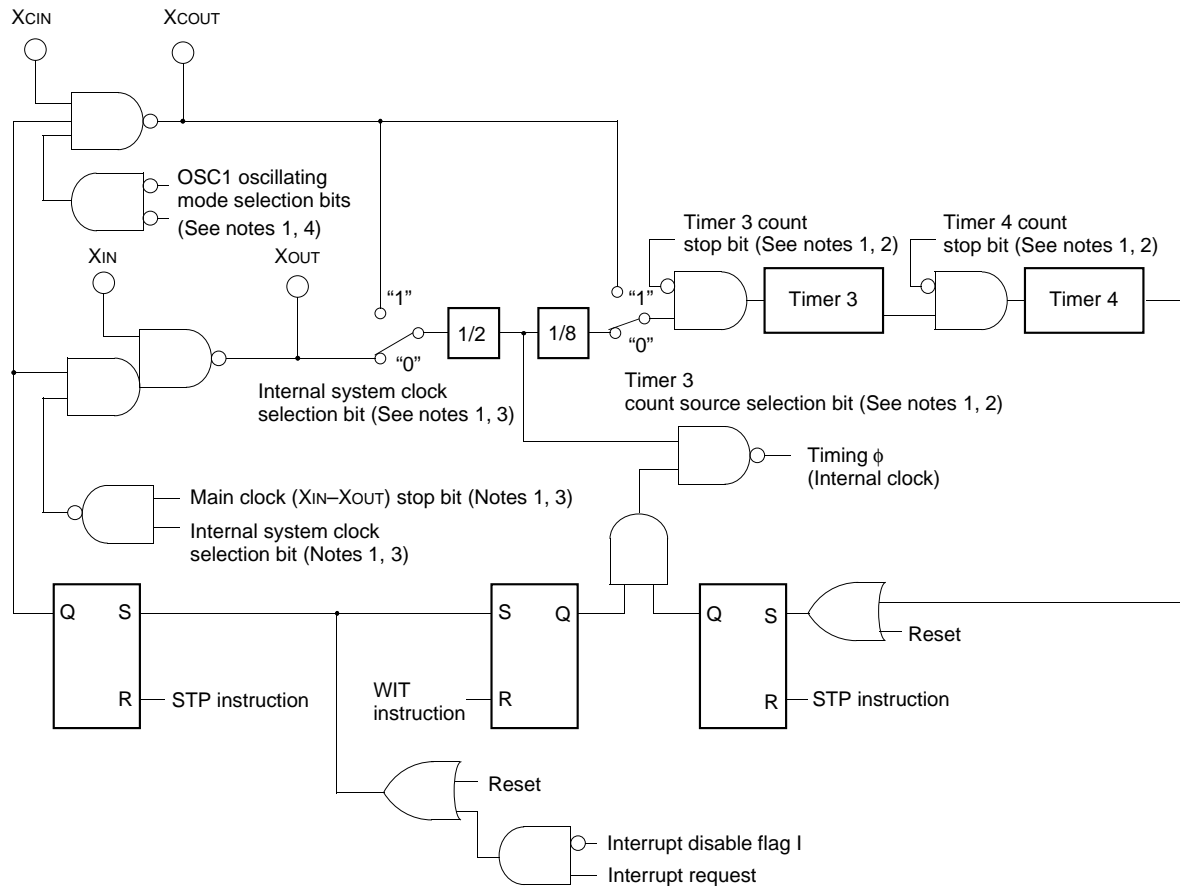 XCIN
XCOUT
OSC1 oscillating
mode selection bits
(See notes 1, 4)
XIN
XOUT
“1”
“0”
Internal system clock
selection bit (See notes 1, 3)
1/2
1/8
“1”
“0”
Timer 3 count
stop bit (See notes 1, 2)
Timer 3
Timer 4 count
stop bit (See notes 1, 2)
Timer 4
Timer 3
count source selection bit (See notes 1, 2)
Timing ϕ
(Internal clock)
Main clock (XIN–XOUT) stop bit (Notes 1, 3)
Internal system clock
selection bit (Notes 1, 3)
Q
S
R
STP instruction
S
Q
R
WIT
instruction
Q
S
R
Reset
STP instruction
Reset
Interrupt disable flag I
Interrupt request